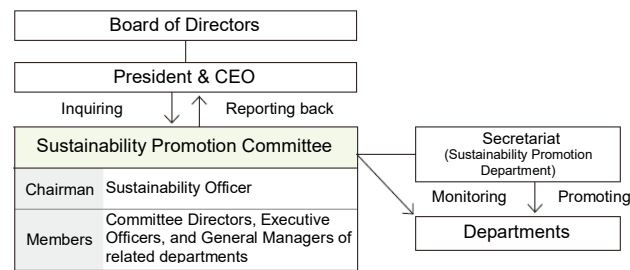 Board of Directors
President & CEO
Inquiring
Reporting back
Sustainability Promotion Committee
Chairman
Sustainability Officer
Members
Committee Directors, Executive
Officers, and General Managers of
related departments
Secretariat
(Sustainability Promotion
Department)
Monitoring
Promoting
Departments